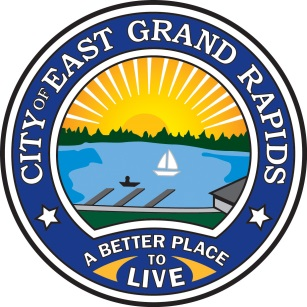 CITY OF EAST GRAND RAPIDS
A BETTER PLACE
TO
LIVE